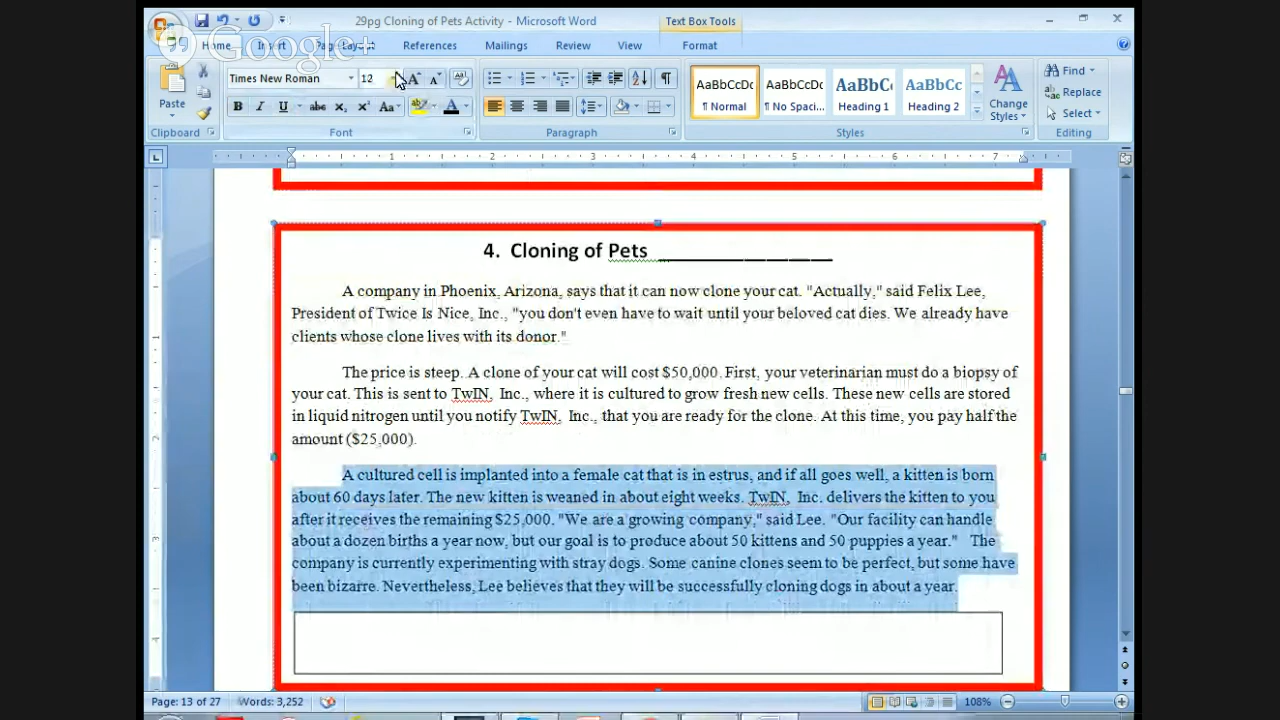 29pg Cloning of Pets Activity - Microsoft Word
Text Box Tools
Google+
Home Insert Page Layout References Mailings Review View Format
Times New Roman 12
Paste
AaBbCcDc AaBbCcDc AaBbC AaBbCc
¶ Normal ¶ No Spaci... Heading 1 Heading 2
Change Styles
Find
Replace
Select
Clipboard Font Paragraph Styles Editing
1 2 3 4 5 6 7
4. Cloning of Pets
A company in Phoenix, Arizona, says that it can now clone your cat. "Actually," said Felix Lee,
President of Twice Is Nice, Inc., "you don't even have to wait until your beloved cat dies. We already have
clients whose clone lives with its donor."
The price is steep. A clone of your cat will cost $50,000. First, your veterinarian must do a biopsy of
your cat. This is sent to TwIN, Inc., where it is cultured to grow fresh new cells. These new cells are stored
in liquid nitrogen until you notify TwIN, Inc., that you are ready for the clone. At this time, you pay half the
amount ($25,000).
A cultured cell is implanted into a female cat that is in estrus, and if all goes well, a kitten is born
about 60 days later. The new kitten is weaned in about eight weeks. TwIN, Inc. delivers the kitten to you
after it receives the remaining $25,000. "We are a growing company," said Lee. "Our facility can handle
about a dozen births a year now, but our goal is to produce about 50 kittens and 50 puppies a year." The
company is currently experimenting with stray dogs. Some canine clones seem to be perfect, but some have
been bizarre. Nevertheless, Lee believes that they will be successfully cloning dogs in about a year.
Page: 13 of 27 Words: 3,252 108%